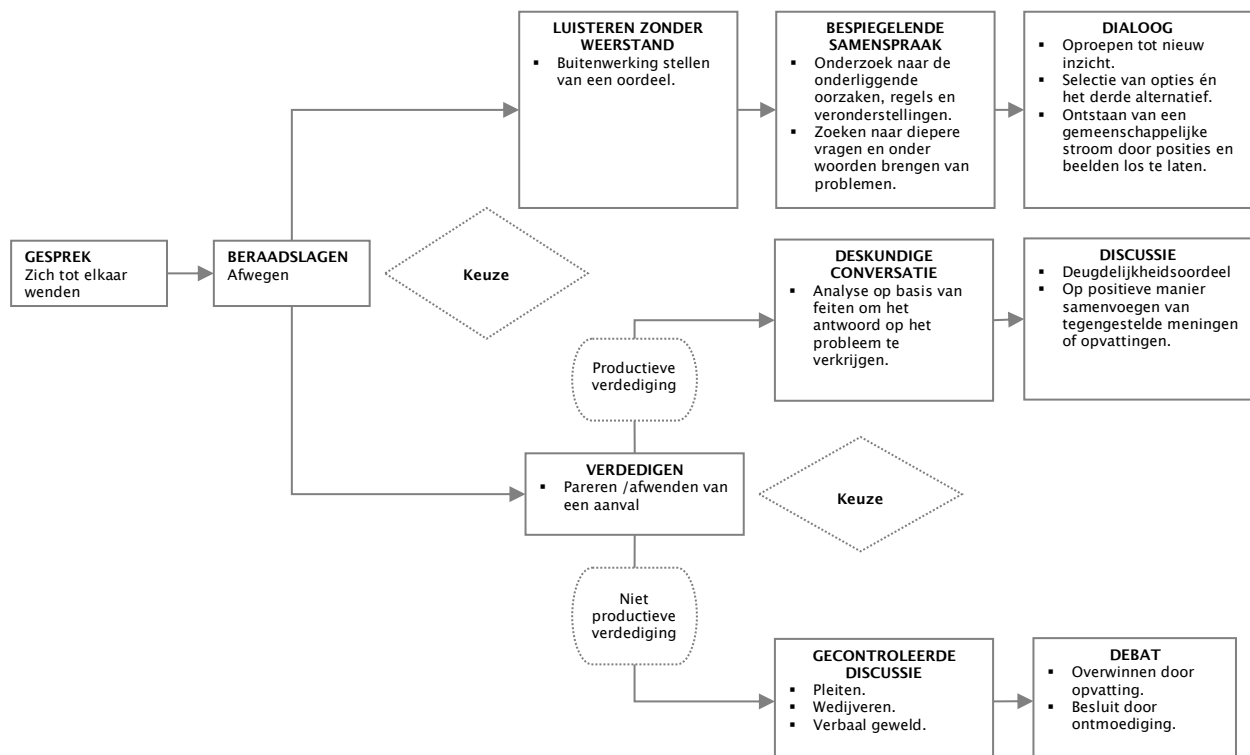 LUISTEREN ZONDER
WEERSTAND
▪ Buitenwerking stellen
van een oordeel.
BESPIEGELENDE
SAMENSPRAAK
▪ Onderzoek naar de
onderliggende
oorzaken, regels en
veronderstellingen.
▪ Zoeken naar diepere
vragen en onder
woorden brengen van
problemen.
DIALOOG
▪ Oproepen tot nieuw
inzicht.
▪ Selectie van opties én
het derde alternatief.
▪ Ontstaan van een
gemeenschappelijke
stroom door posities en
beelden los te laten.
GESPREK
Zich tot elkaar
wenden
BERAADSLAGEN
Afwegen
Keuze
DESKUNDIGE
CONVERSATIE
▪ Analyse op basis van
feiten om het
antwoord op het
probleem te
verkrijgen.
DISCUSSIE
▪ Deugdelijkheidsoordeel
▪ Op positieve manier
samenvoegen van
tegengestelde meningen
of opvattingen.
Productieve
verdediging
VERDEDIGEN
▪ Pareren /afwenden van
een aanval
Keuze
Niet
productieve
verdediging
GECONTROLEERDE
DISCUSSIE
▪ Pleiten.
▪ Wedijveren.
▪ Verbaal geweld.
DEBAT
▪ Overwinnen door
opvatting.
▪ Besluit door
ontmoediging.